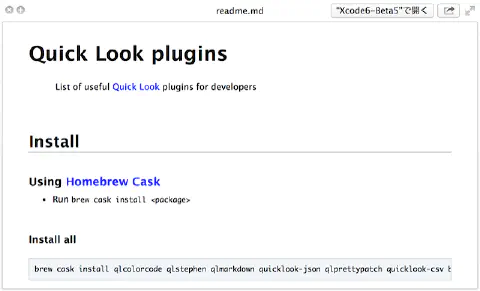 readme.md
"Xcode6-Beta5"で開く
Quick Look plugins
List of useful Quick Look plugins for developers
Install
Using Homebrew Cask
• Run brew cask install <package>
Install all
brew cask install qlcolorcode qlstephen qlmarkdown quicklook-json qlprettypatch quicklook-csv b